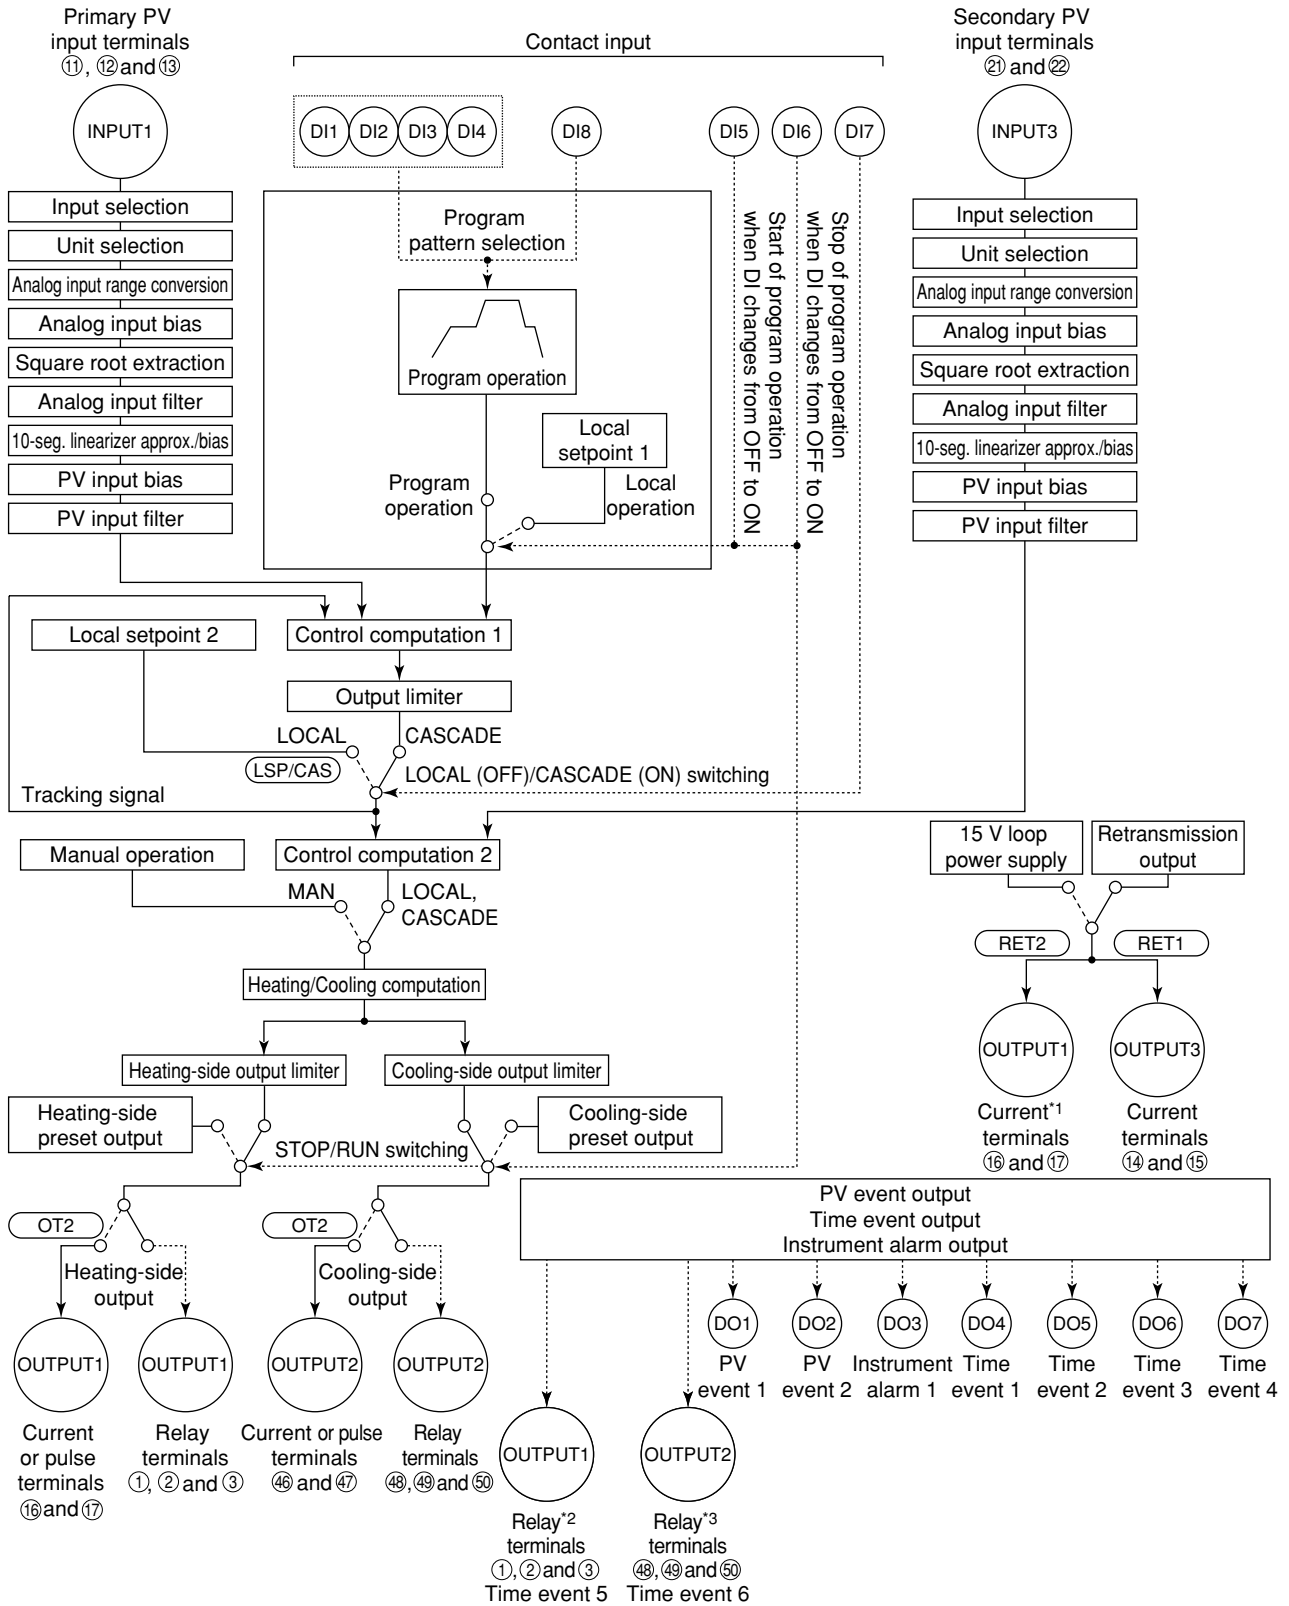 Primary PV
input terminals
⑪, ⑫ and ⑬
Contact input
Secondary PV
input terminals
㉑ and ㉒
INPUT1
DI1
DI2
DI3
DI4
DI8
DI5
DI6
DI7
INPUT3
Input selection
Unit selection
Analog input range conversion
Analog input bias
Square root extraction
Analog input filter
10-seg. linearizer approx./bias
PV input bias
PV input filter
Program
pattern selection
Program operation
Local
setpoint 1
Program
operation
Local
operation
Start of program operation
when DI changes from OFF to ON
Stop of program operation
when DI changes from OFF to ON
Input selection
Unit selection
Analog input range conversion
Analog input bias
Square root extraction
Analog input filter
10-seg. linearizer approx./bias
PV input bias
PV input filter
Local setpoint 2
Control computation 1
Output limiter
LOCAL
CASCADE
LSP/CAS
LOCAL (OFF)/CASCADE (ON) switching
Tracking signal
Manual operation
Control computation 2
MAN
LOCAL,
CASCADE
15 V loop
power supply
Retransmission
output
RET2
RET1
Heating/Cooling computation
OUTPUT1
OUTPUT3
Current*1
terminals
⑯ and ⑰
Current
terminals
⑭ and ⑮
Heating-side output limiter
Cooling-side output limiter
Heating-side
preset output
Cooling-side
preset output
STOP/RUN switching
OT2
OT2
Heating-side
output
Cooling-side
output
PV event output
Time event output
Instrument alarm output
OUTPUT1
OUTPUT1
OUTPUT2
OUTPUT2
Current
or pulse
terminals
⑯ and ⑰
Relay
terminals
①, ② and ③
Current or pulse
terminals
㊻ and ㊼
Relay
terminals
㊽, ㊾ and ㊿
DO1
DO2
DO3
DO4
DO5
DO6
DO7
PV
event 1
PV
event 2
Instrument
alarm 1
Time
event 1
Time
event 2
Time
event 3
Time
event 4
OUTPUT1
OUTPUT2
Relay*2
terminals
①, ② and ③
Time event 5
Relay*3
terminals
㊽, ㊾ and ㊿
Time event 6